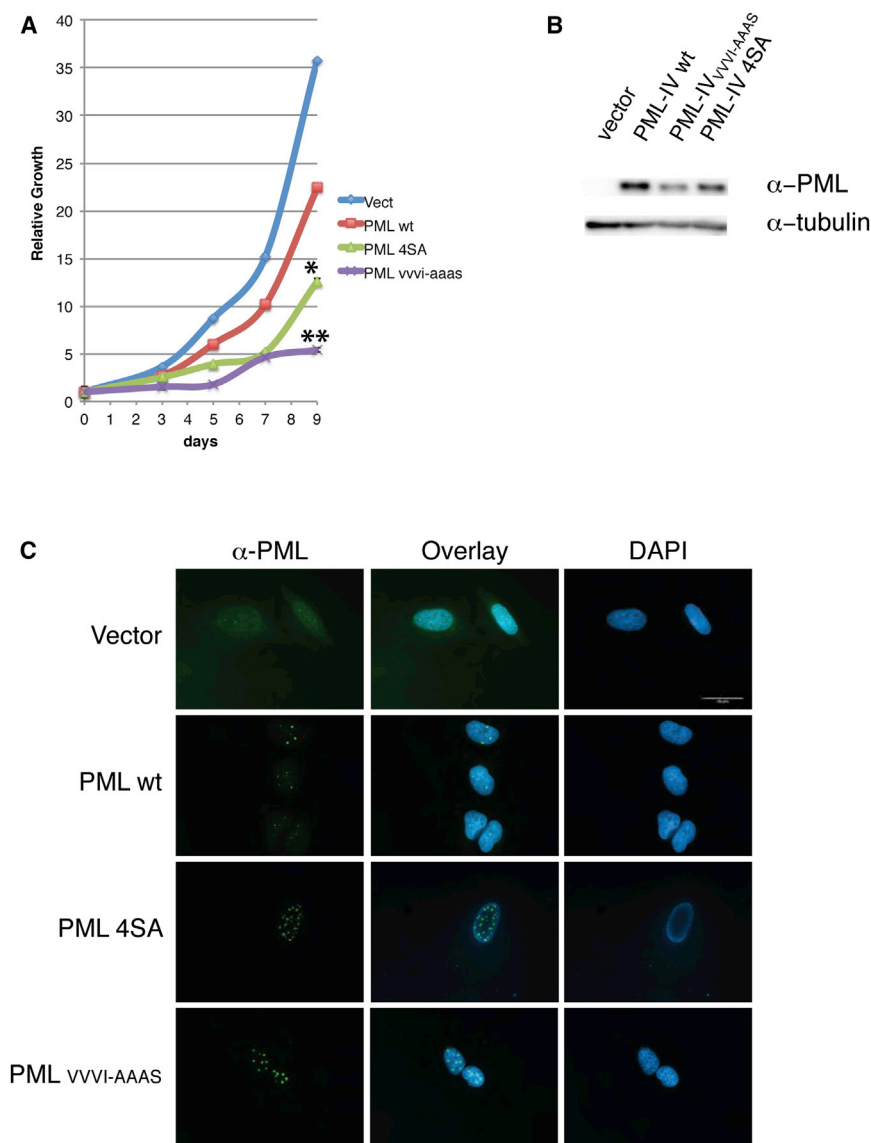 A
40
35
30
25
20
15
10
5
0
Relative Growth
0 1 2 3 4 5 6 7 8 9
days
Vect
PML wt
PML 4SA
PML vvvi-aaas
*
**
B
vector
PML-IV wt
PML-IVVVVI-AAAS
PML-IV 4SA
α–PML
α–tubulin
C
α-PML Overlay DAPI
Vector
PML wt
PML 4SA
PML VVVI-AAAS